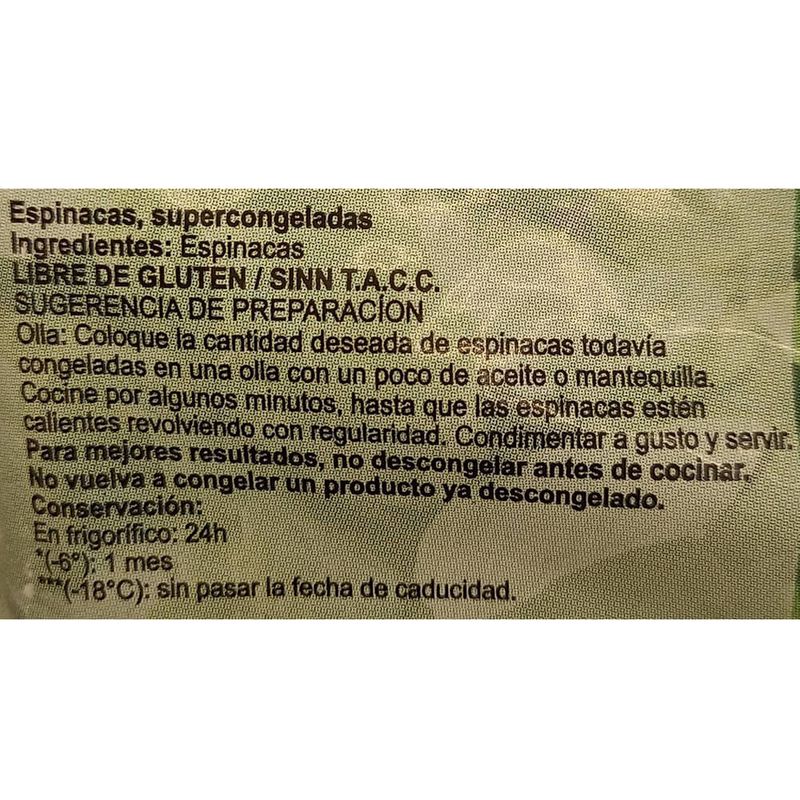 Espinacas, supercongeladas
Ingredientes: Espinacas
LIBRE DE GLUTEN / SINN T.A.C.C.
SUGERENCIA DE PREPARACÍON
Olla: Coloque la cantidad deseada de espinacas todavía
congeladas en una olla con un poco de aceite o mantequilla.
Cocine por algunos minutos, hasta que las espinacas estén
calientes revolviendo con regularidad. Condimentar a gusto y servir.
Para mejores resultados, no descongelar antes de cocinar.
No vuelva a congelar un producto ya descongelado.
Conservación:
En frigorífico: 24h
*(-6°): 1 mes
***(-18°C): sin pasar la fecha de caducidad.